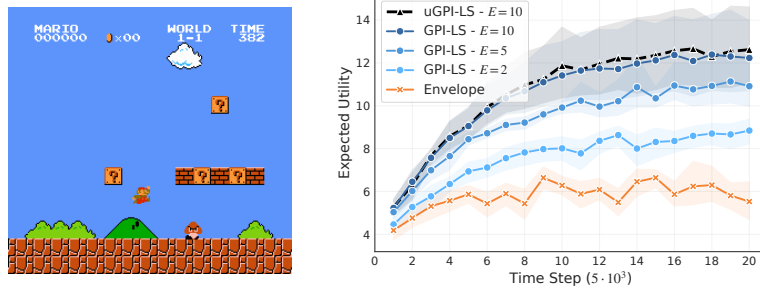 MARIO WORLD TIME
000000 ×00 1-1 382
? 
? ? ?
Expected Utility
14
12
10
8
6
4
uGPI-LS - E = 10
GPI-LS - E = 10
GPI-LS - E = 5
GPI-LS - E = 2
Envelope
0 2 4 6 8 10 12 14 16 18 20
Time Step (5 · 10³)